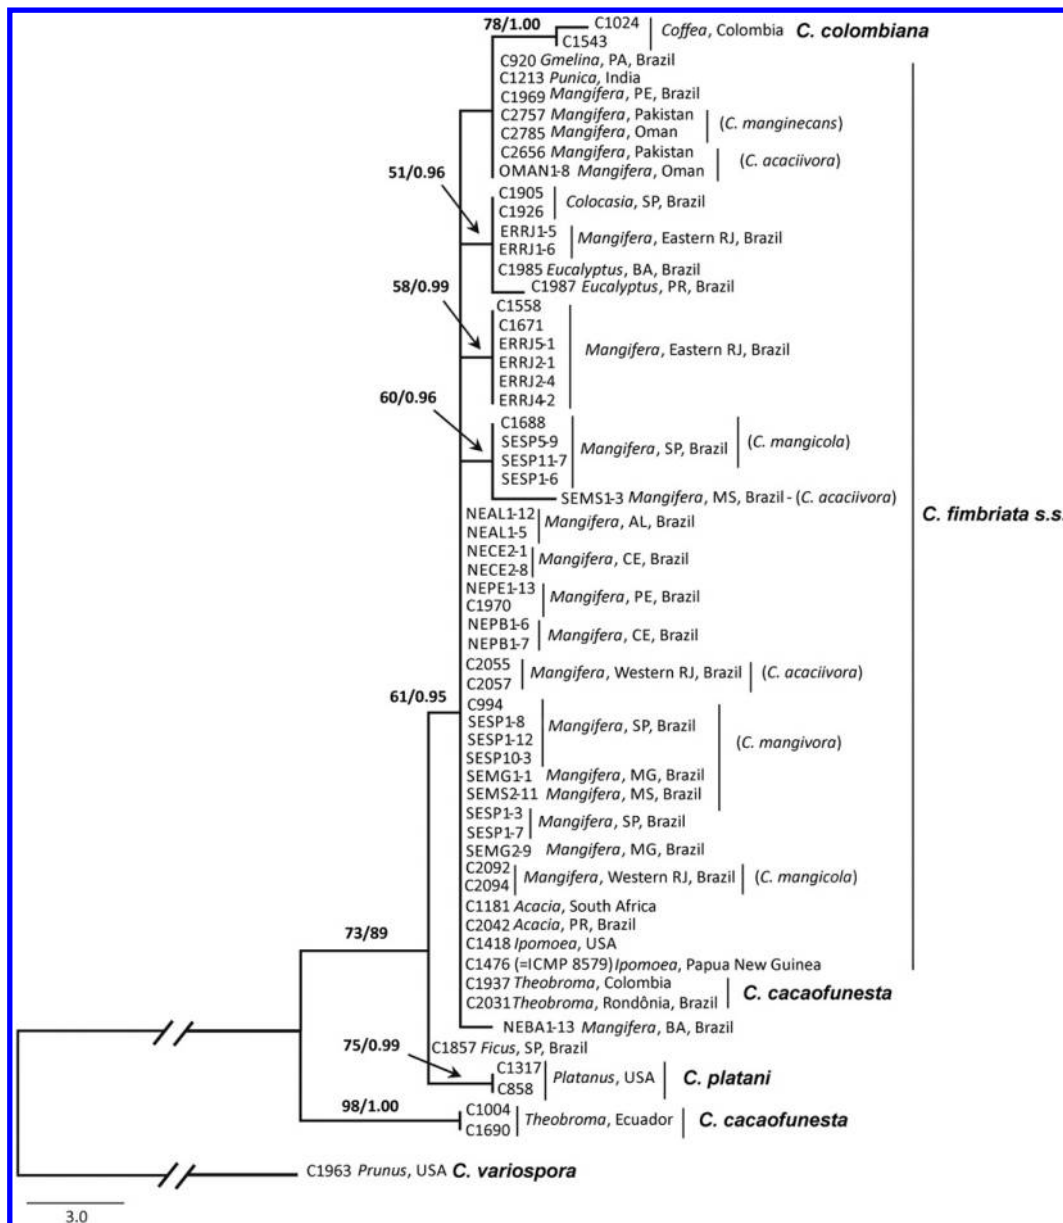 78/1.00
C1024
C1543
Coffea, Colombia
C. colombiana
C920 Gmelina, PA, Brazil
C1213 Punica, India
C1969 Mangifera, PE, Brazil
C2757 Mangifera, Pakistan
C2785 Mangifera, Oman
(C. manginecans)
C2656 Mangifera, Pakistan
OMAN1-8 Mangifera, Oman
(C. acaciivora)
51/0.96
C1905
C1926
Colocasia, SP, Brazil
ERRJ1-5
ERRJ1-6
Mangifera, Eastern RJ, Brazil
C1985 Eucalyptus, BA, Brazil
C1987 Eucalyptus, PR, Brazil
58/0.99
C1558
C1671
ERRJ5-1
ERRJ2-1
ERRJ2-4
ERRJ4-2
Mangifera, Eastern RJ, Brazil
60/0.96
C1688
SESP5-9
SESP11-7
SESP1-6
Mangifera, SP, Brazil
(C. mangicola)
SEMS1-3 Mangifera, MS, Brazil - (C. acaciivora)
C. fimbriata s.s.
NEAL1-12
NEAL1-5
Mangifera, AL, Brazil
NECE2-1
NECE2-8
Mangifera, CE, Brazil
NEPE1-13
C1970
Mangifera, PE, Brazil
NEPB1-6
NEPB1-7
Mangifera, CE, Brazil
C2055
C2057
Mangifera, Western RJ, Brazil
(C. acaciivora)
61/0.95
C994
SESP1-8
SESP1-12
SESP10-3
Mangifera, SP, Brazil
SEMG1-1 Mangifera, MG, Brazil
SEMS2-11 Mangifera, MS, Brazil
(C. mangivora)
SESP1-3
SESP1-7
Mangifera, SP, Brazil
SEMG2-9 Mangifera, MG, Brazil
C2092
C2094
Mangifera, Western RJ, Brazil
(C. mangicola)
C1181 Acacia, South Africa
C2042 Acacia, PR, Brazil
C1418 Ipomoea, USA
C1476 (=ICMP 8579) Ipomoea, Papua New Guinea
73/89
C1937 Theobroma, Colombia
C2031 Theobroma, Rondônia, Brazil
C. cacaofunesta
NEBA1-13 Mangifera, BA, Brazil
C1857 Ficus, SP, Brazil
75/0.99
C1317
C858
Platanus, USA
C. platani
98/1.00
C1004
C1690
Theobroma, Ecuador
C. cacaofunesta
C1963 Prunus, USA C. variospora
3.0